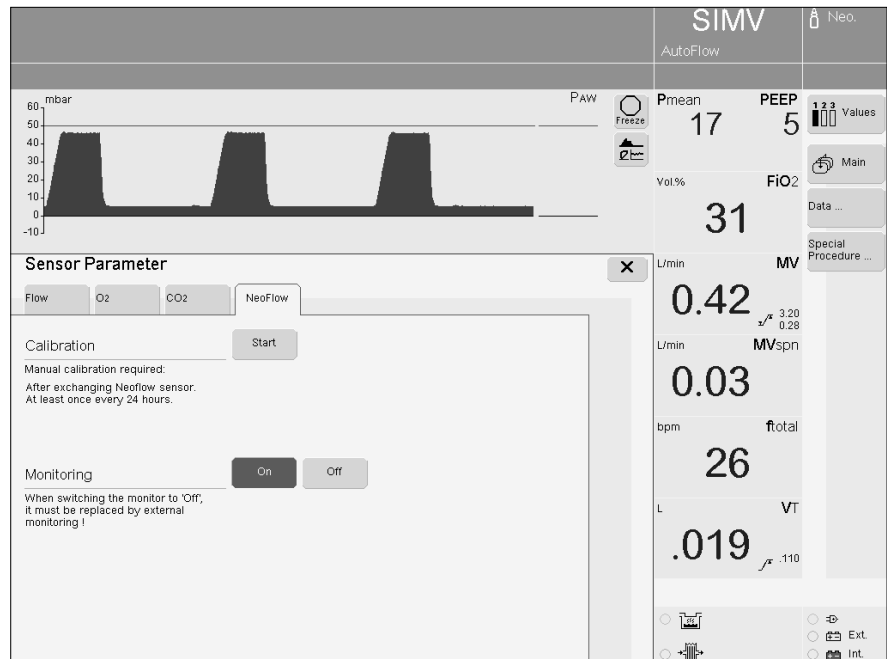 SIMV
AutoFlow
Neo.
mbar
Paw
60
50
40
30
20
10
0
-10
Freeze
Pmean PEEP
17 5
Vol.% FiO2
31
L/min MV
0.42
3.20
0.28
L/min MVspn
0.03
bpm ftotal
26
L VT
.019
.110
1 2 3
Values
Main
Data ...
Special
Procedure ...
Sensor Parameter
Flow O2 CO2 NeoFlow
Calibration Start
Manual calibration required:
After exchanging Neoflow sensor.
At least once every 24 hours.
Monitoring On Off
When switching the monitor to 'Off',
it must be replaced by external
monitoring !
Ext.
Int.